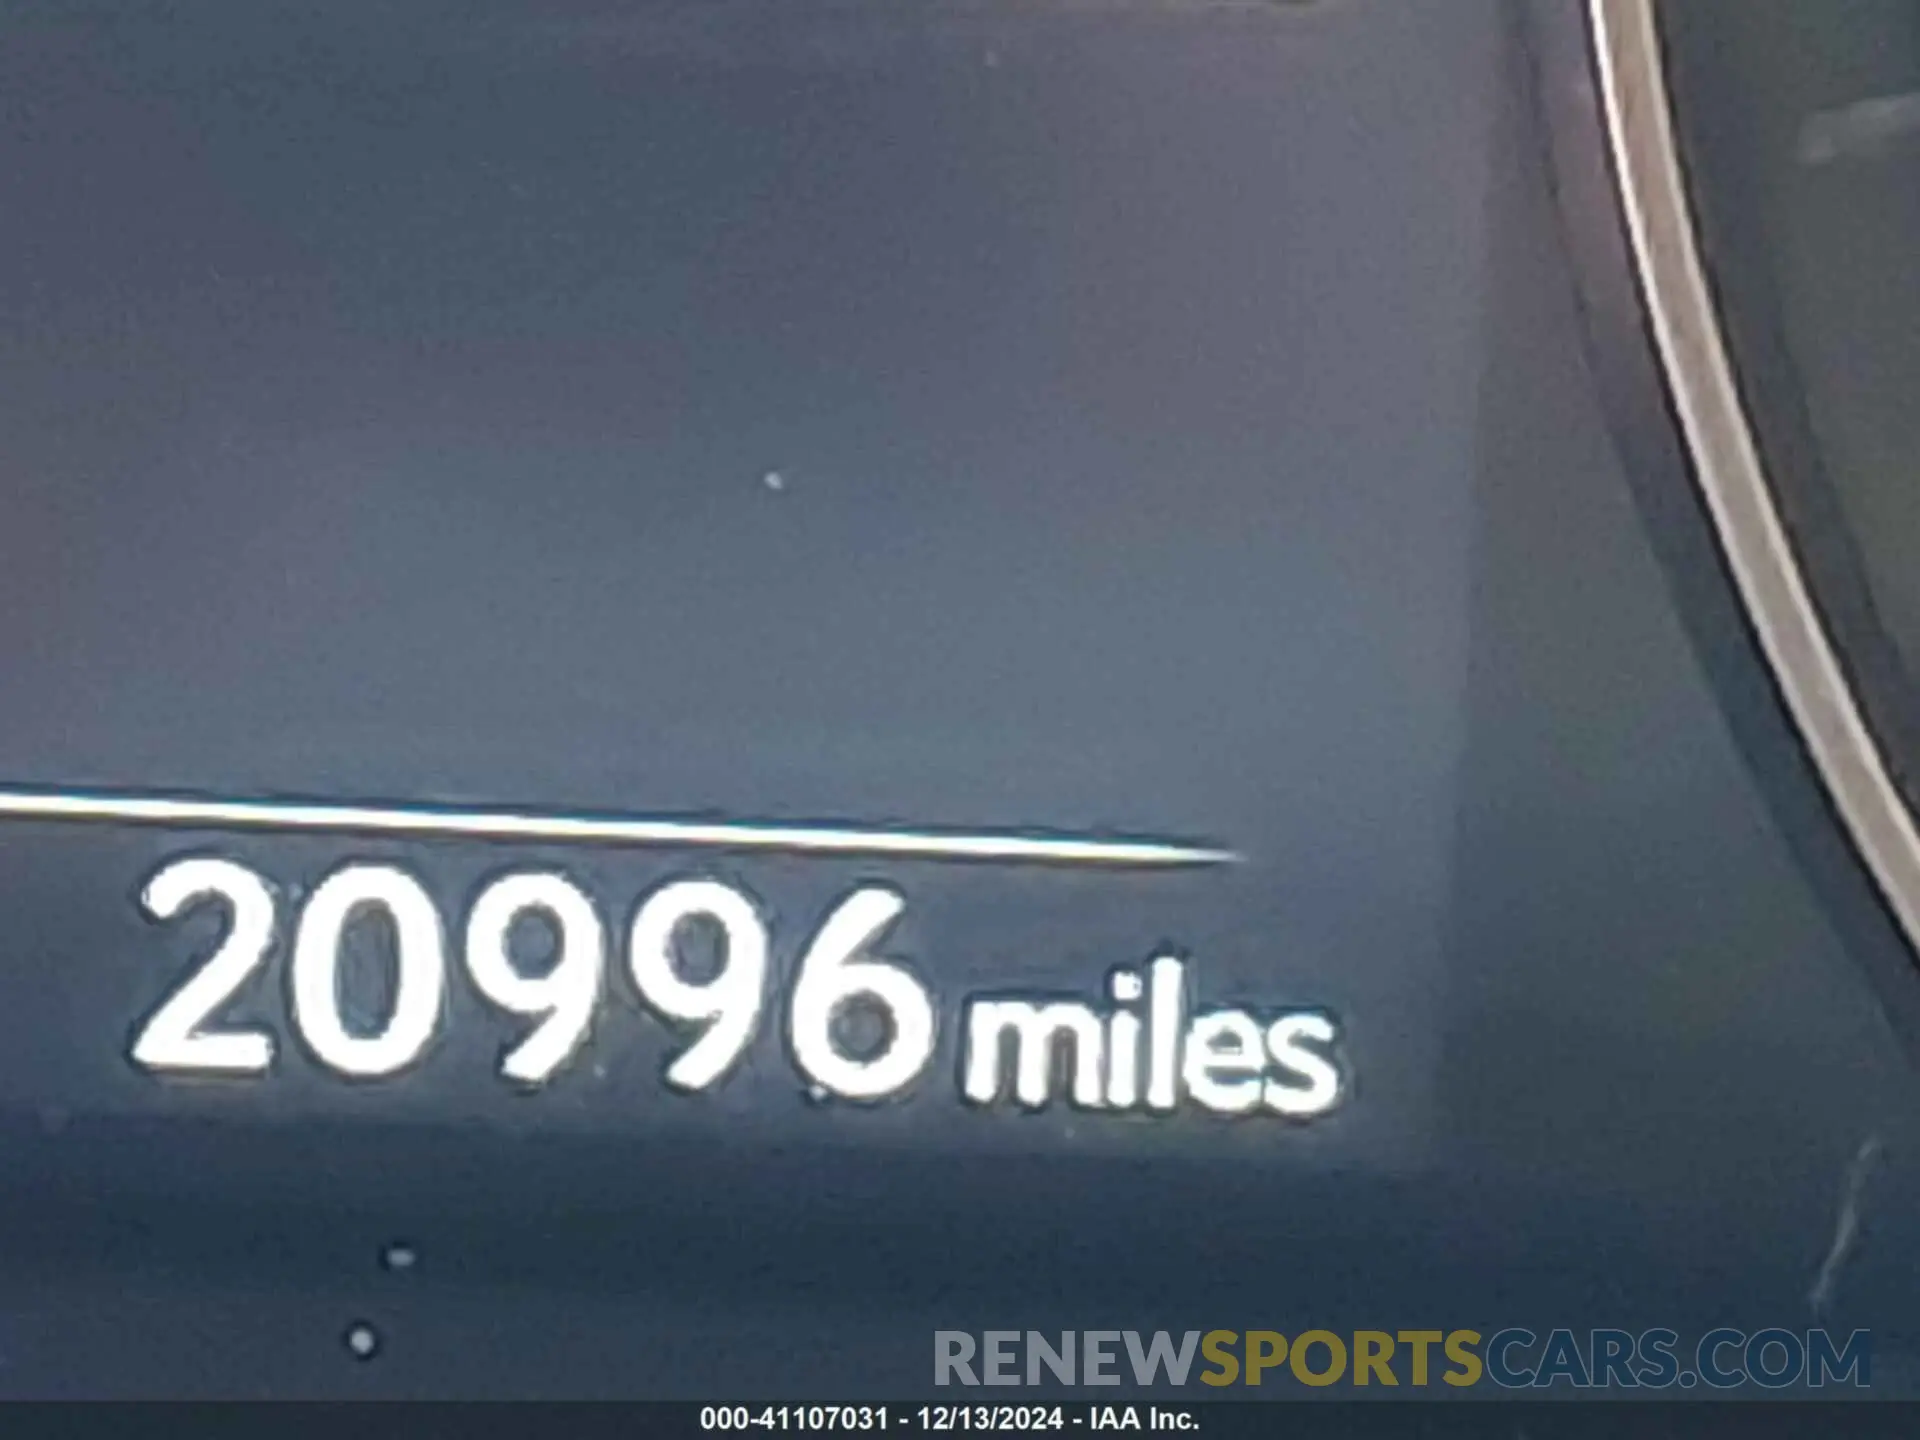 20996 miles
RENEWSPORTSCARS.COM
000-41107031 - 12/13/2024 - IAA Inc.